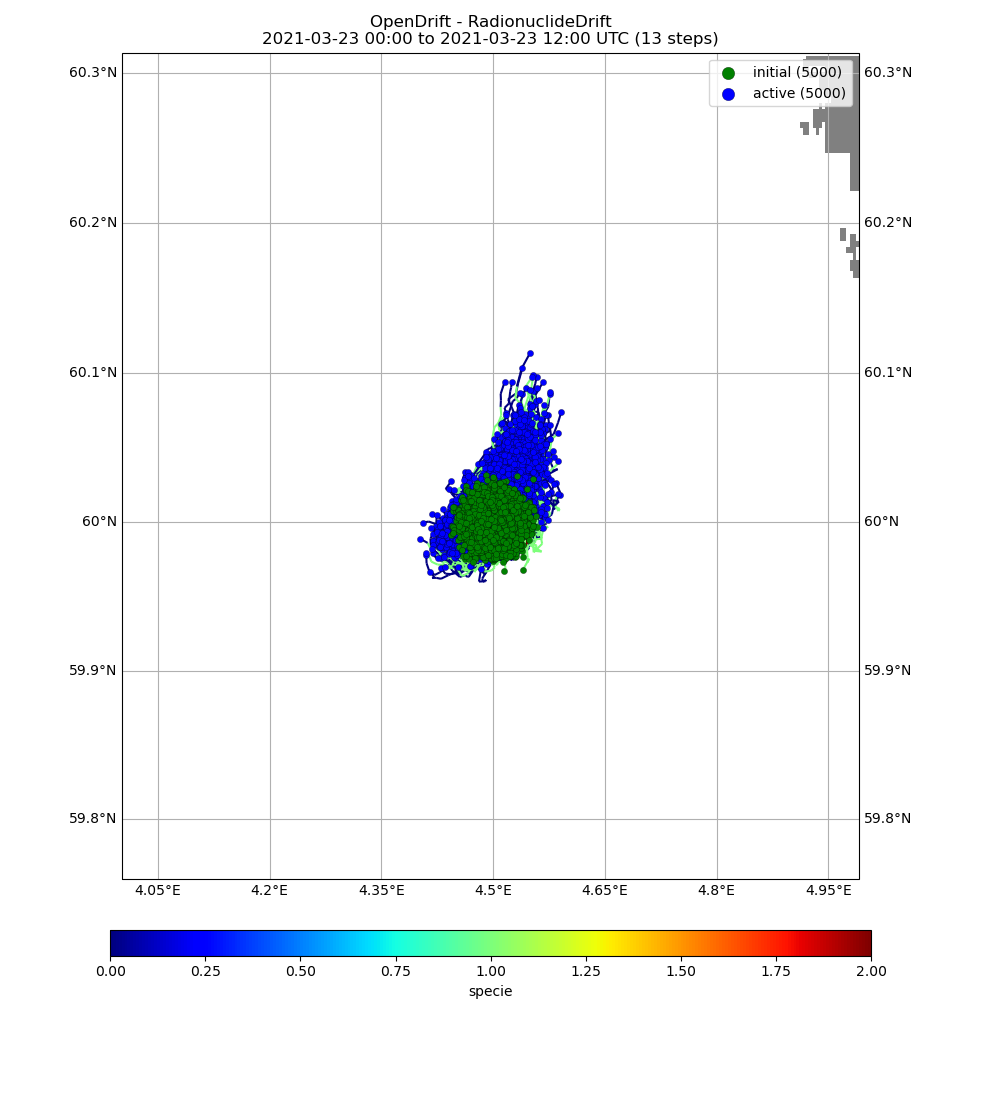 OpenDrift - RadionuclideDrift
2021-03-23 00:00 to 2021-03-23 12:00 UTC (13 steps)
initial (5000)
active (5000)
60.3°N 60.3°N
60.2°N 60.2°N
60.1°N 60.1°N
60°N 60°N
59.9°N 59.9°N
59.8°N 59.8°N
4.05°E 4.2°E 4.35°E 4.5°E 4.65°E 4.8°E 4.95°E
0.00 0.25 0.50 0.75 1.00 1.25 1.50 1.75 2.00
specie